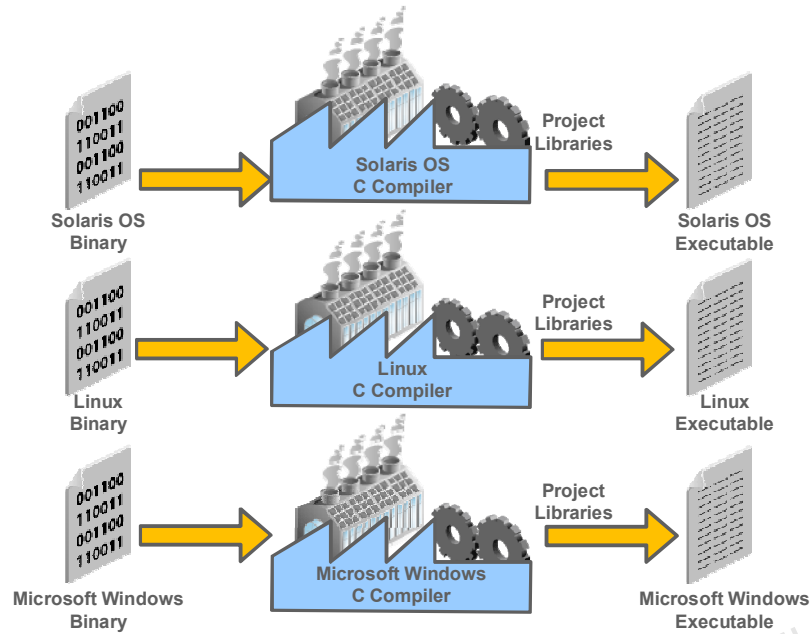 001100
110011
001100
110011
Solaris OS
Binary
Solaris OS
C Compiler
Project
Libraries
Solaris OS
Executable
001100
110011
001100
110011
Linux
Binary
Linux
C Compiler
Project
Libraries
Linux
Executable
001100
110011
001100
110011
Microsoft Windows
Binary
Microsoft Windows
C Compiler
Project
Libraries
Microsoft Windows
Executable